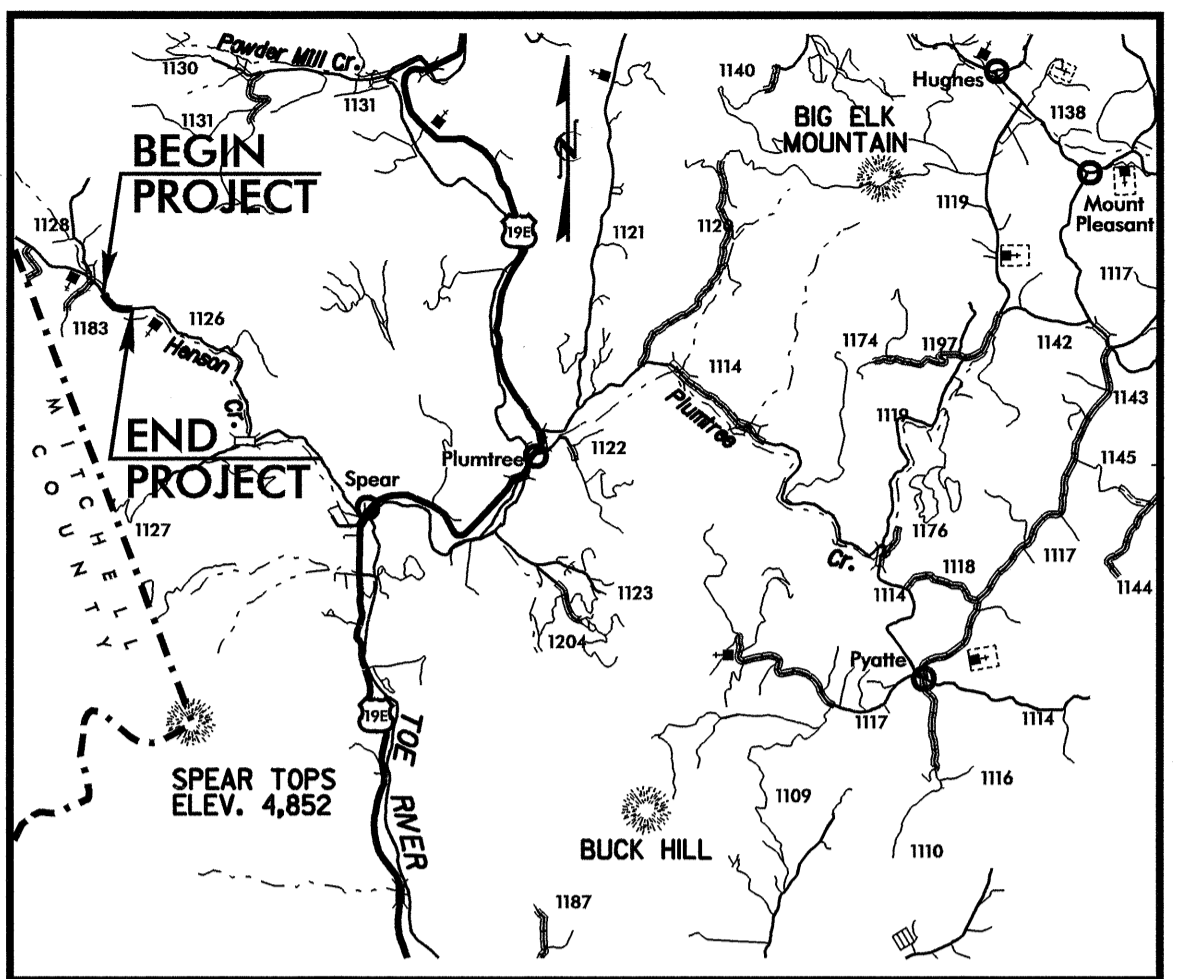 Powder Mill Cr.
1130
1131
1131
BEGIN
PROJECT
N
1140
Hughes
1138
BIG ELK
MOUNTAIN
Mount
Pleasant
1119
1128
19E
1121
1117
1183
1126
Henson
Cr.
1174
1197
1142
1114
Plumtree
1143
1119
MITCHELL
COUNTY
END
PROJECT
Plumtree
1122
1145
Spear
1127
1176
Cr.
1118
1117
1123
1114
1144
1204
Pyatte
19E
TOE
RIVER
1117
1114
SPEAR TOPS
ELEV. 4,852
1116
1109
BUCK HILL
1110
1187